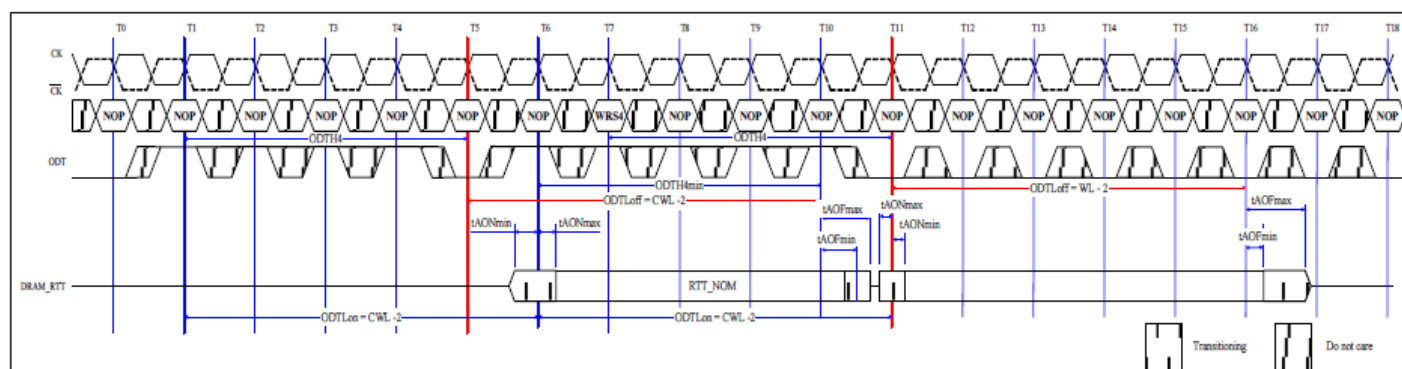 T0 T1 T2 T3 T4 T5 T6 T7 T8 T9 T10 T11 T12 T13 T14 T15 T16 T17 T18
CK
CK
NOP NOP NOP NOP NOP NOP NOP WRS4 NOP NOP NOP NOP NOP NOP NOP NOP NOP NOP NOP
ODTH4 ODTH4
ODT
ODTH4min ODTLoff = WL - 2
ODTLoff = CWL -2
tAOFmax tAONmax tAOFmax
tAONmin tAONmax tAONmin
tAOFmin tAOFmin
DRAM_RTT RTT_NOM
ODTLon = CWL -2 ODTLon = CWL -2
Transitioning Do not care